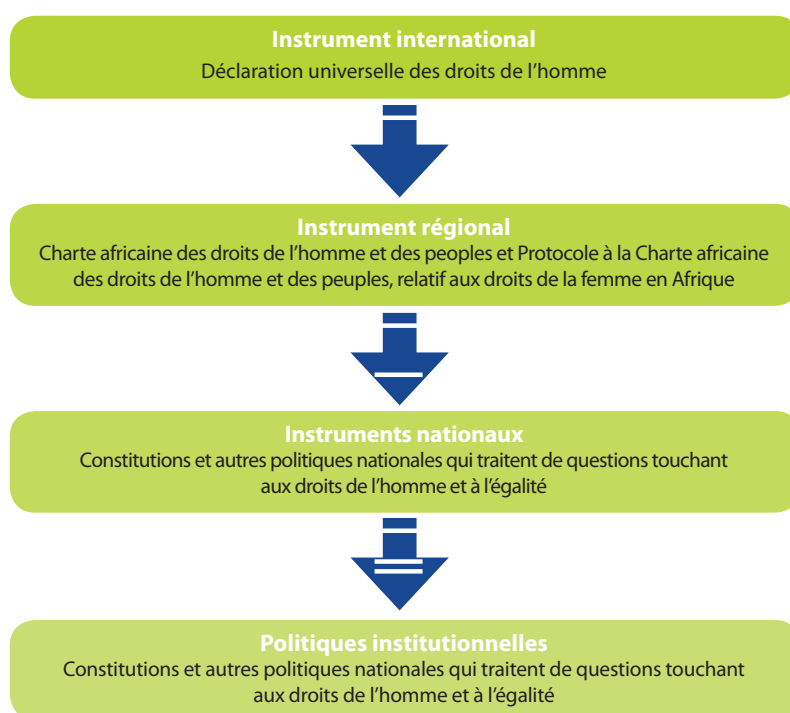 Instrument international
Déclaration universelle des droits de l'homme
Instrument régional
Charte africaine des droits de l'homme et des peoples et Protocole à la Charte africaine
des droits de l'homme et des peuples, relatif aux droits de la femme en Afrique
Instruments nationaux
Constitutions et autres politiques nationales qui traitent de questions touchant
aux droits de l'homme et à l'égalité
Politiques institutionnelles
Constitutions et autres politiques nationales qui traitent de questions touchant
aux droits de l'homme et à l'égalité